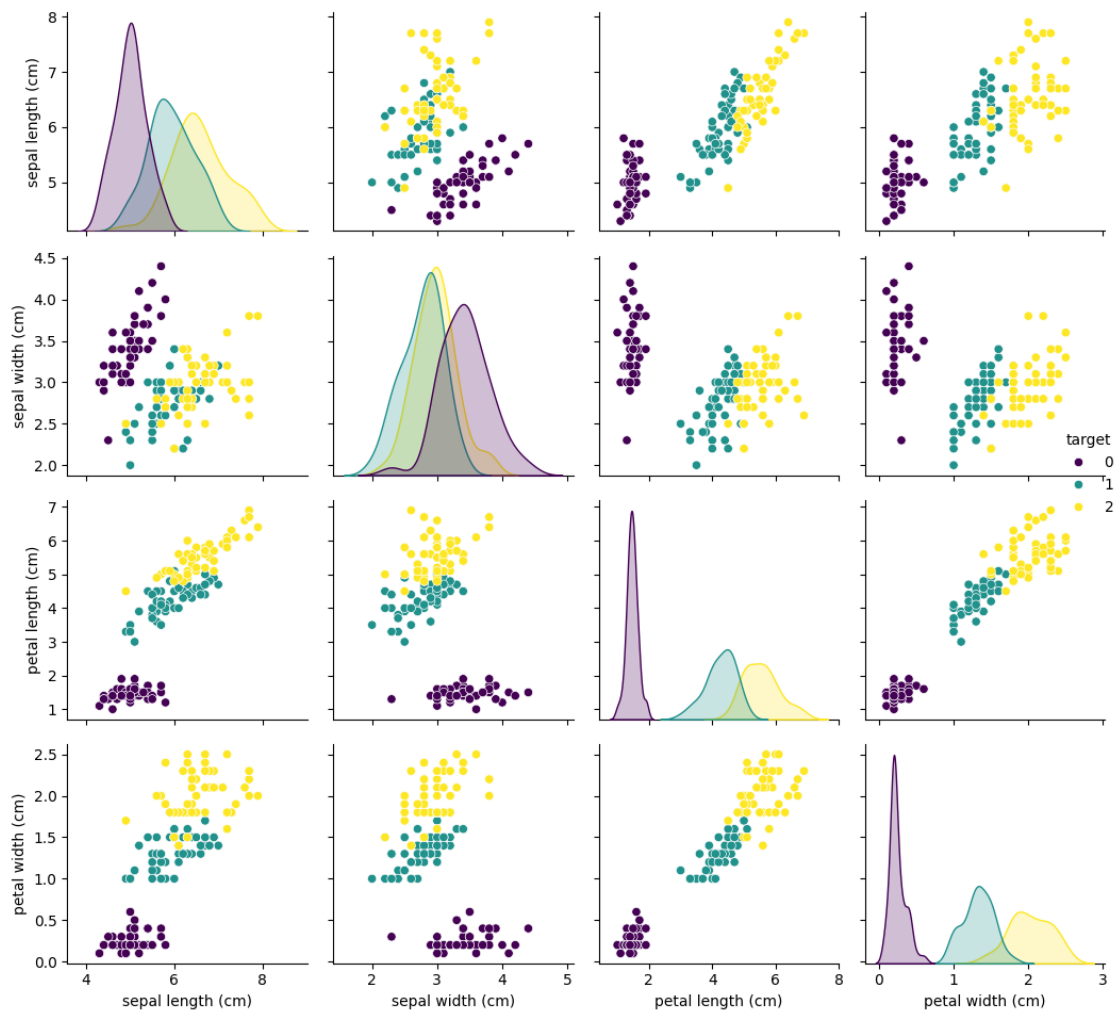 8
7
6
5
sepal length (cm)
4.5
4.0
3.5
3.0
2.5
2.0
sepal width (cm)
target
0
1
2
7
6
5
4
3
2
1
petal length (cm)
2.5
2.0
1.5
1.0
0.5
0.0
petal width (cm)
4 6 8
2 3 4 5
2 4 6 8
0 1 2 3
sepal length (cm)
sepal width (cm)
petal length (cm)
petal width (cm)